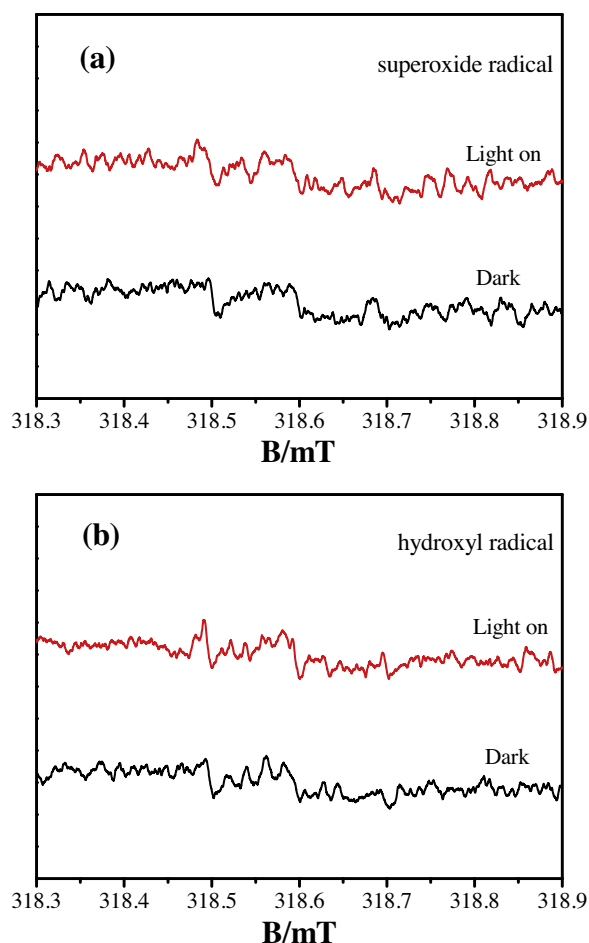 (a)
superoxide radical
Light on
Dark
318.3 318.4 318.5 318.6 318.7 318.8 318.9
B/mT
(b)
hydroxyl radical
Light on
Dark
318.3 318.4 318.5 318.6 318.7 318.8 318.9
B/mT